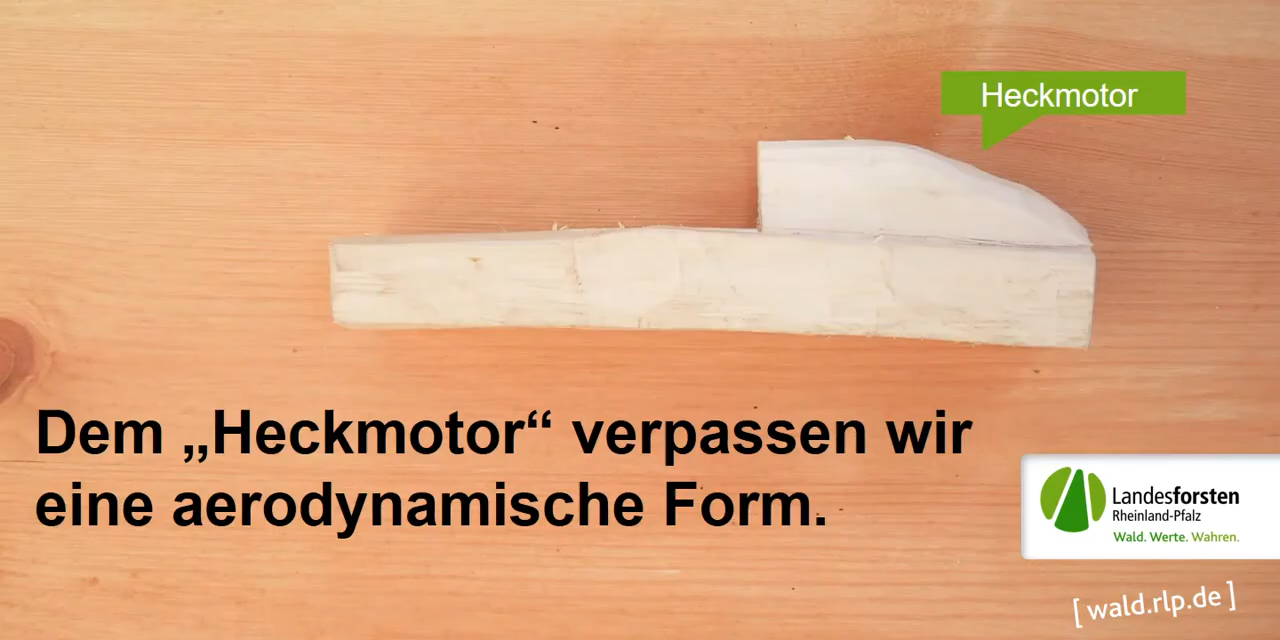 Heckmotor
Dem „Heckmotor“ verpassen wir
eine aerodynamische Form.
Landesforsten
Rheinland-Pfalz
Wald. Werte. Wahren.
[wald.rlp.de]